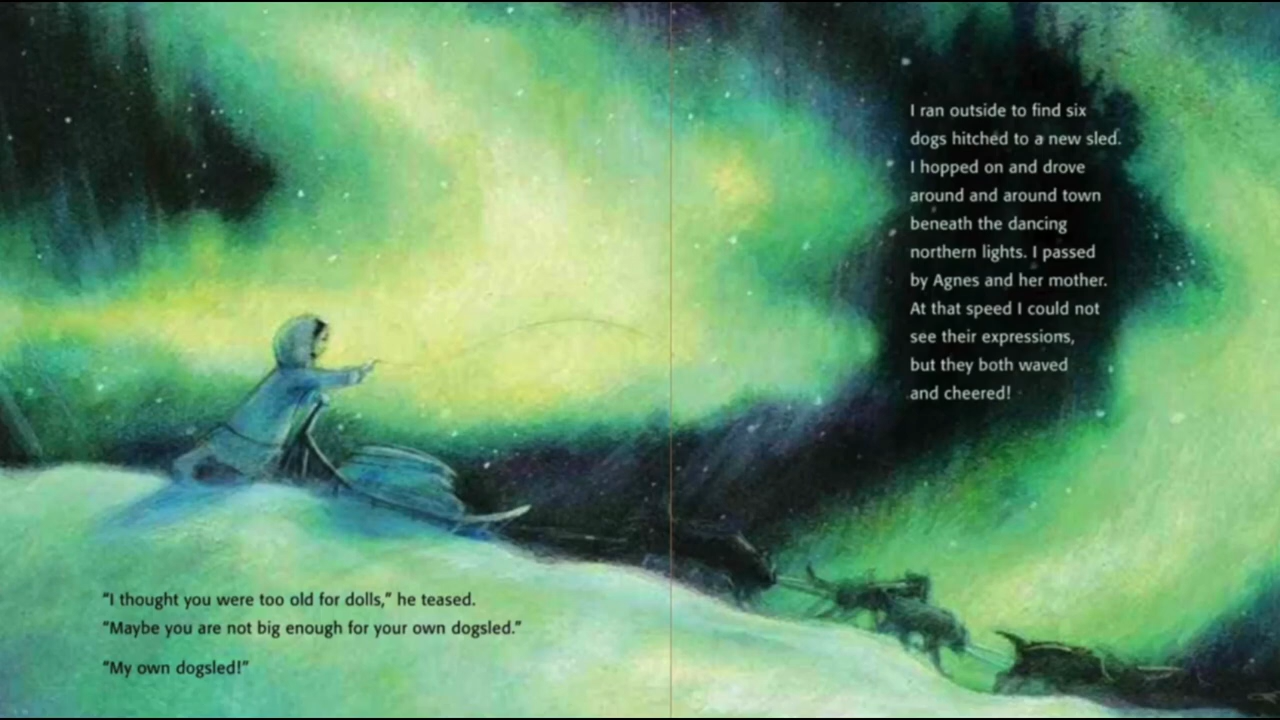 “I thought you were too old for dolls,” he teased.
“Maybe you are not big enough for your own dogsled.”
“My own dogsled!”
I ran outside to find six
dogs hitched to a new sled.
I hopped on and drove
around and around town
beneath the dancing
northern lights. I passed
by Agnes and her mother.
At that speed I could not
see their expressions,
but they both waved
and cheered!